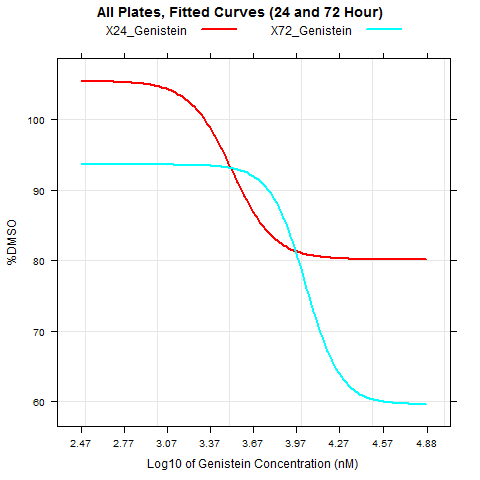 All Plates, Fitted Curves (24 and 72 Hour)
X24_Genistein X72_Genistein
100
90
80
70
60
%DMSO
2.47 2.77 3.07 3.37 3.67 3.97 4.27 4.57 4.88
Log10 of Genistein Concentration (nM)